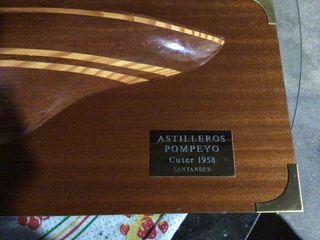 ASTILLEROS
POMPEYO
Cuter 1958
SANTANDER